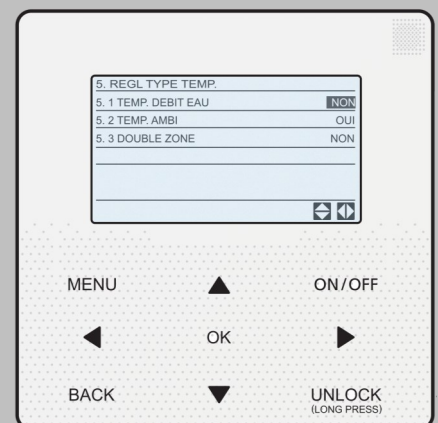 5. REGL TYPE TEMP.
5. 1 TEMP. DEBIT EAU NON
5. 2 TEMP. AMBI OUI
5. 3 DOUBLE ZONE NON
MENU ON/OFF
OK
BACK UNLOCK
(LONG PRESS)